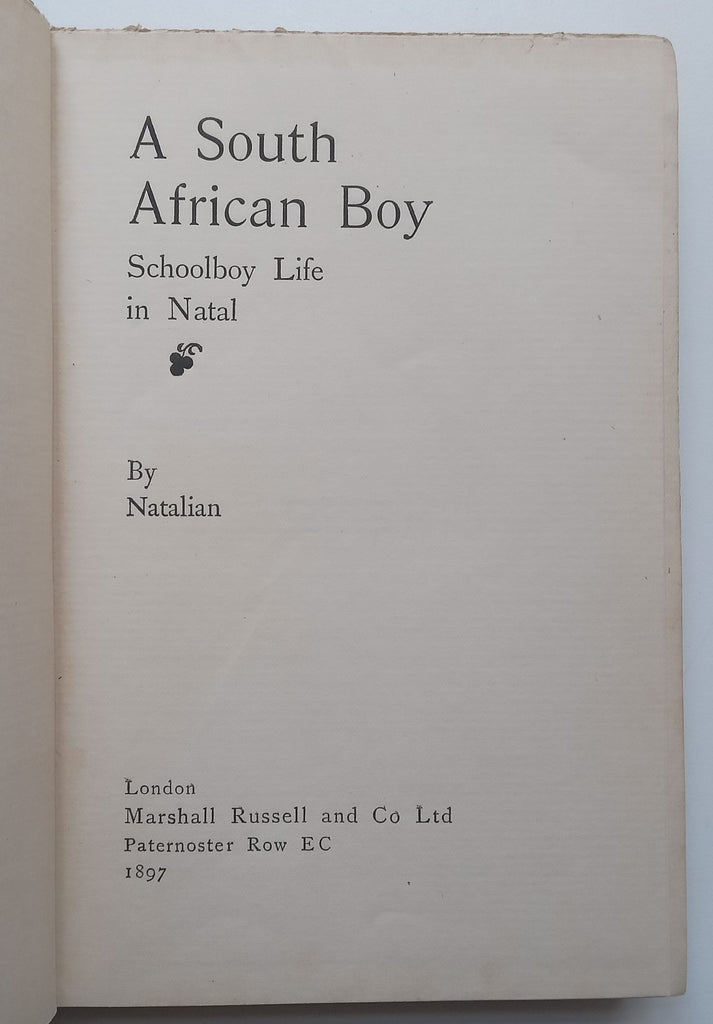 A South
African Boy
Schoolboy Life
in Natal
By
Natalian
London
Marshall Russell and Co Ltd
Paternoster Row EC
1897